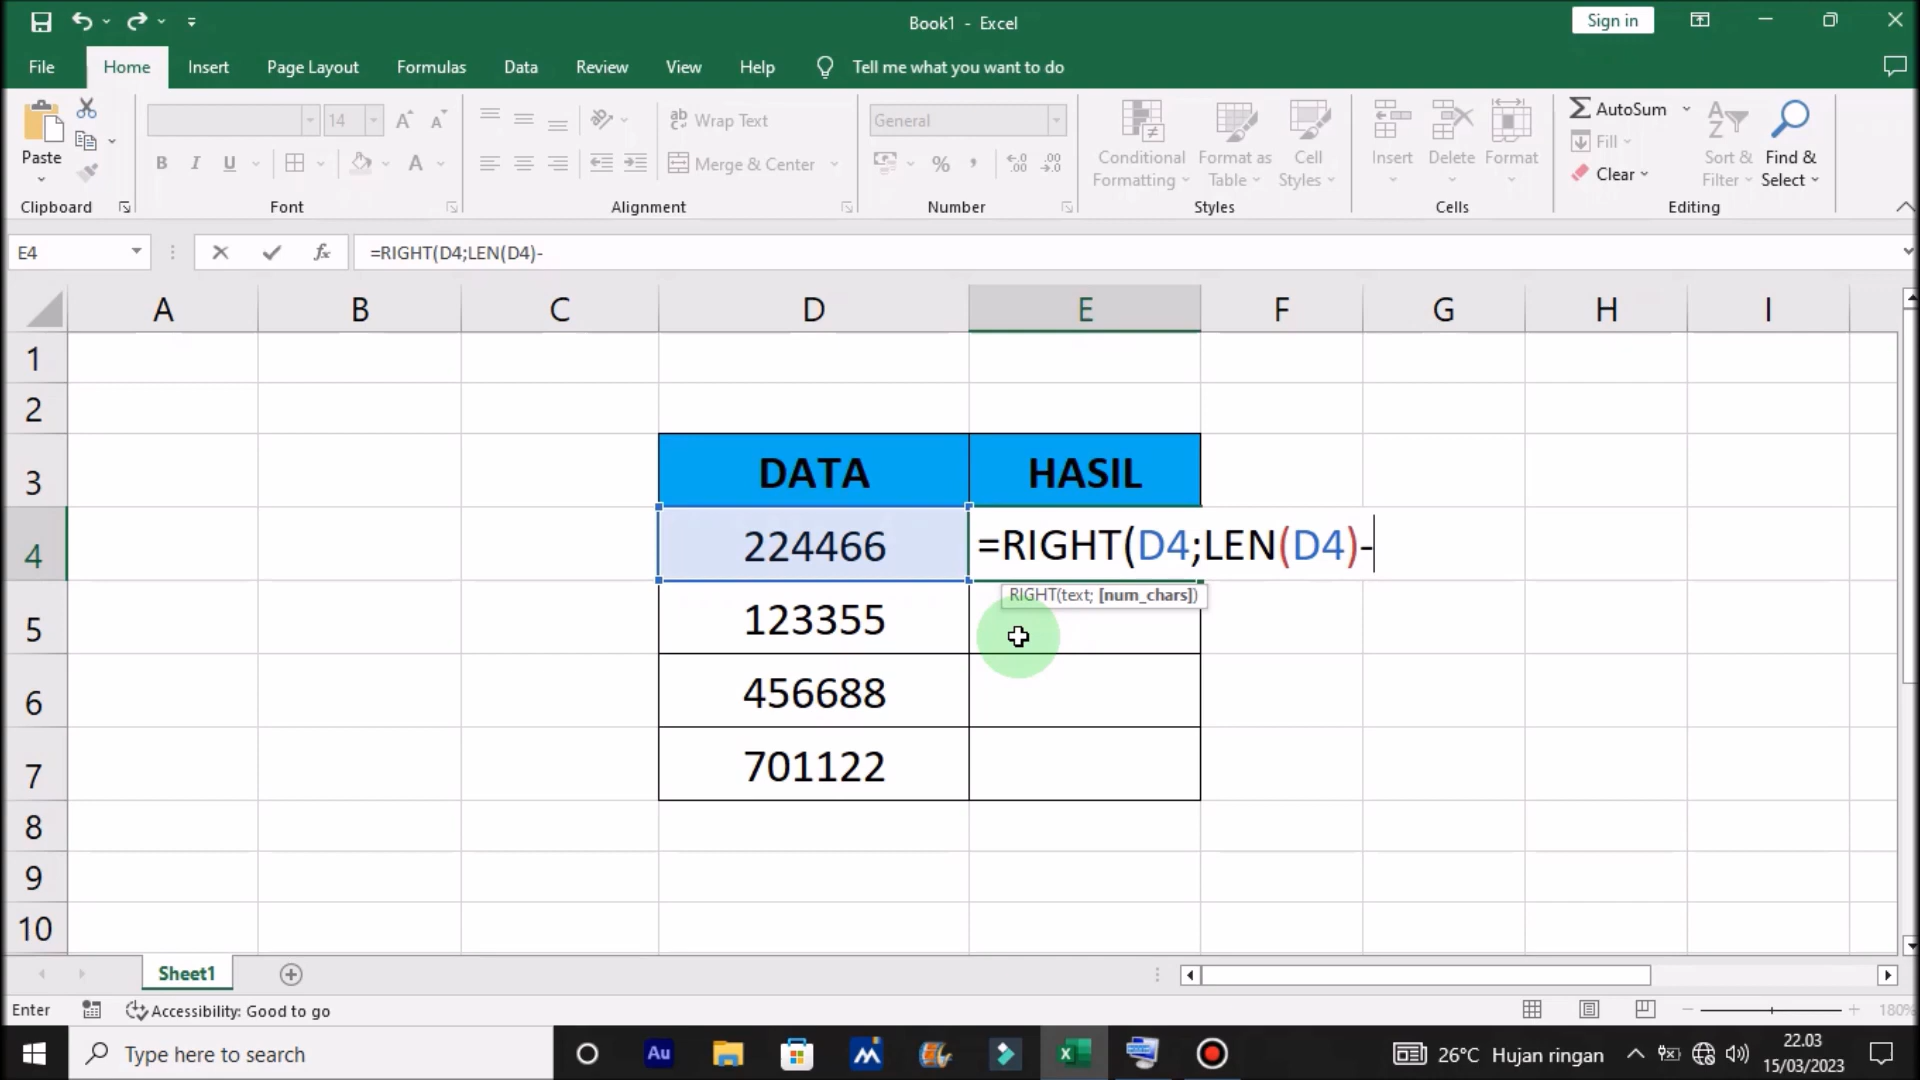 Book1 - Excel
Sign in
File Home Insert Page Layout Formulas Data Review View Help Tell me what you want to do
Paste
Clipboard
14
A A
B I U A
Font
ab Wrap Text
Merge & Center
Alignment
General
% ,
Number
Conditional Formatting
Format as Table
Cell Styles
Styles
Insert Delete Format
Cells
AutoSum
Fill
Clear
Sort & Filter
Find & Select
Editing
E4 fx =RIGHT(D4;LEN(D4)-
A B C D E F G H I
1
2
3 DATA HASIL
4 224466 =RIGHT(D4;LEN(D4)-
RIGHT(text; [num_chars])
5 123355
6 456688
7 701122
8
9
10
Sheet1
Enter Accessibility: Good to go 180%
Type here to search Au 26°C Hujan ringan 22.03
15/03/2023